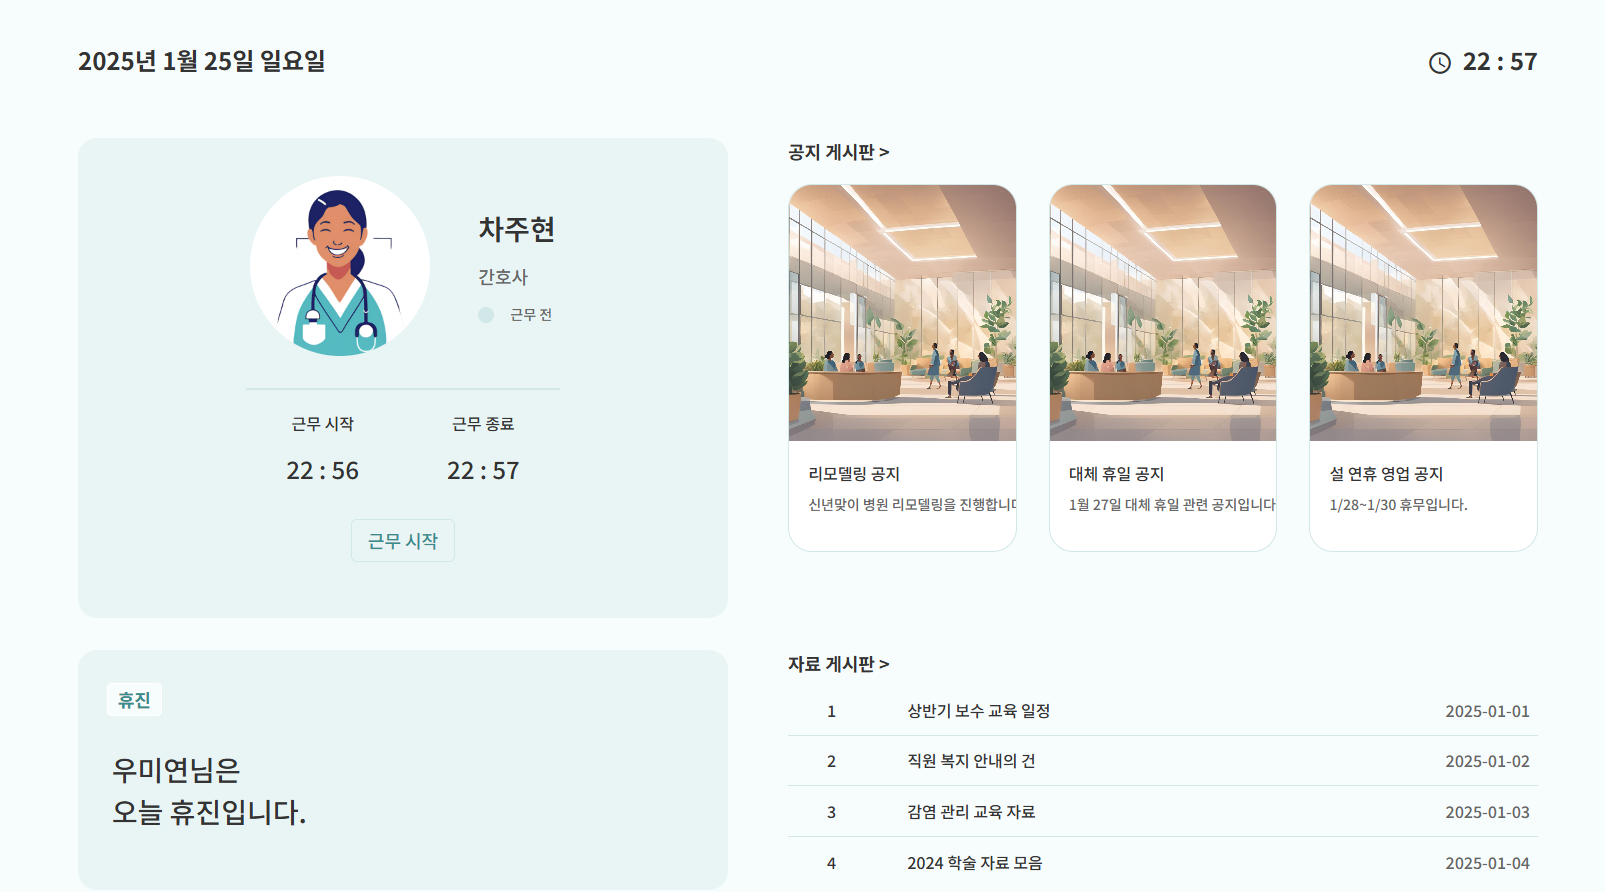 2025년 1월 25일 일요일
22 : 57
차주현
간호사
근무 전
근무 시작
근무 종료
22 : 56
22 : 57
근무 시작
공지 게시판 >
리모델링 공지
신년맞이 병원 리모델링을 진행합니
대체 휴일 공지
1월 27일 대체 휴일 관련 공지입니다
설 연휴 영업 공지
1/28~1/30 휴무입니다.
휴진
우미연님은
오늘 휴진입니다.
자료 게시판 >
1 상반기 보수 교육 일정 2025-01-01
2 직원 복지 안내의 건 2025-01-02
3 감염 관리 교육 자료 2025-01-03
4 2024 학술 자료 모음 2025-01-04